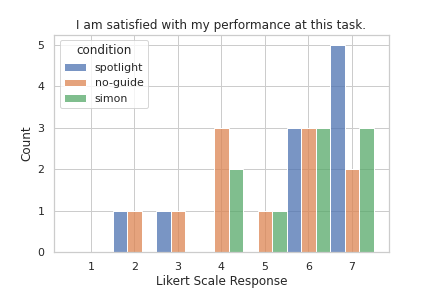 I am satisfied with my performance at this task.
condition
spotlight
no-guide
simon
Count
5
4
3
2
1
0
1 2 3 4 5 6 7
Likert Scale Response